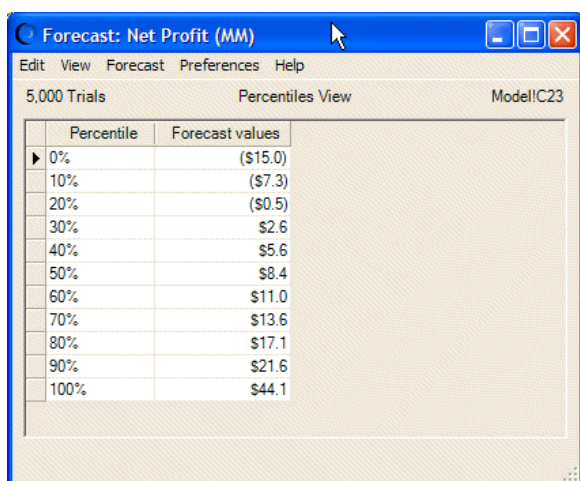 Forecast: Net Profit (MM)
Edit View Forecast Preferences Help
5,000 Trials Percentiles View Model!C23
Percentile Forecast values
0% ($15.0)
10% ($7.3)
20% ($0.5)
30% $2.6
40% $5.6
50% $8.4
60% $11.0
70% $13.6
80% $17.1
90% $21.6
100% $44.1